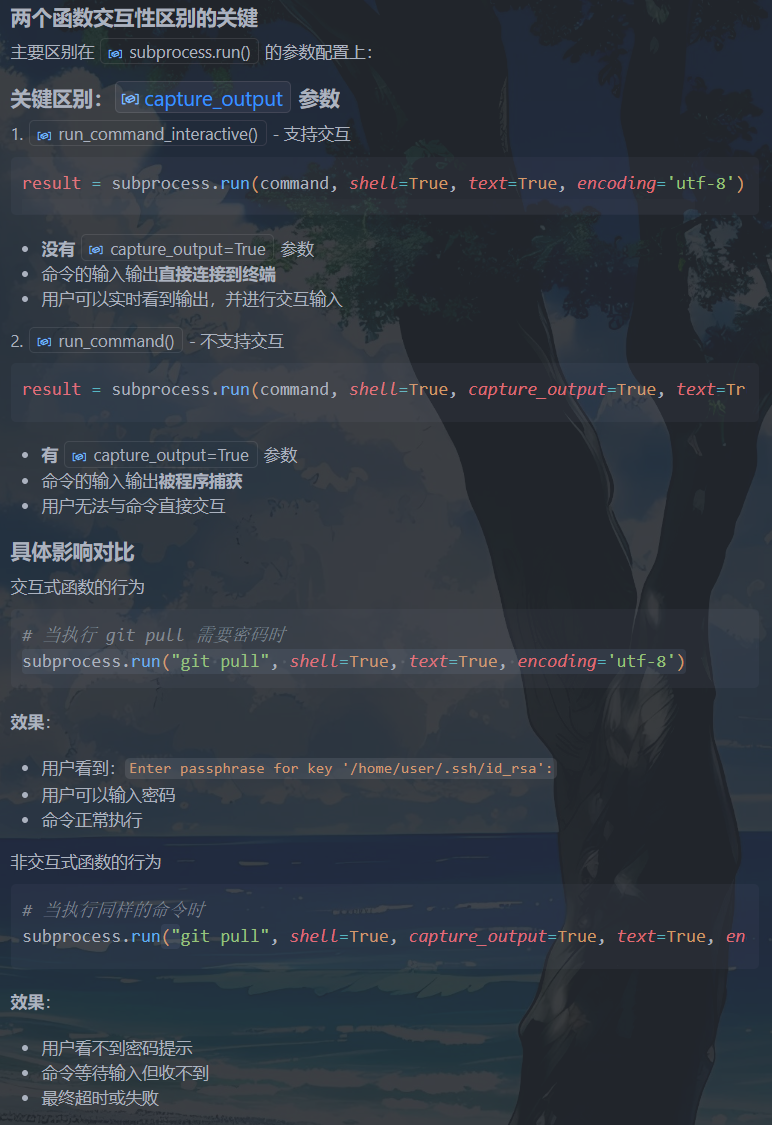 两个函数交互性区别的关键
主要区别在 subprocess.run() 的参数配置上：
关键区别： capture_output 参数
1. run_command_interactive() - 支持交互
result = subprocess.run(command, shell=True, text=True, encoding='utf-8')
没有 capture_output=True 参数
命令的输入输出直接连接到终端
用户可以实时看到输出，并进行交互输入
2. run_command() - 不支持交互
result = subprocess.run(command, shell=True, capture_output=True, text=Tr
有 capture_output=True 参数
命令的输入输出被程序捕获
用户无法与命令直接交互
具体影响对比
交互式函数的行为
# 当执行 git pull 需要密码时
subprocess.run("git pull", shell=True, text=True, encoding='utf-8')
效果：
用户看到： Enter passphrase for key '/home/user/.ssh/id_rsa':
用户可以输入密码
命令正常执行
非交互式函数的行为
# 当执行同样的命令时
subprocess.run("git pull", shell=True, capture_output=True, text=True, en
效果：
用户看不到密码提示
命令等待输入但收不到
最终超时或失败